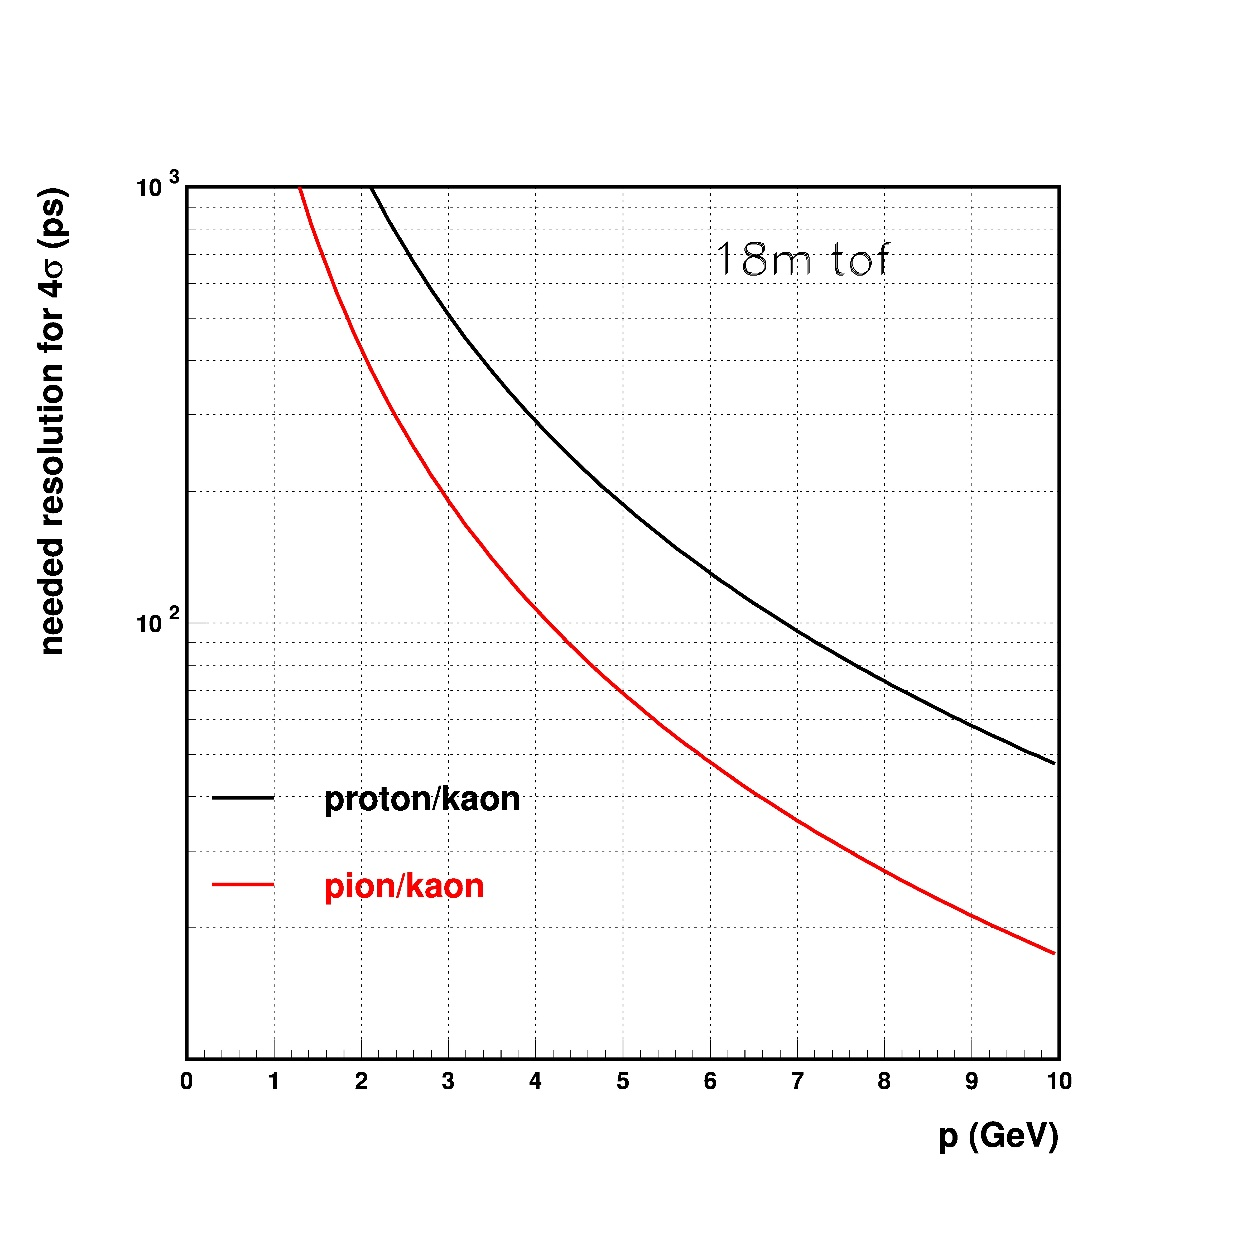 needed resolution for 4σ (ps)
10 3
18m tof
10 2
proton/kaon
pion/kaon
0 1 2 3 4 5 6 7 8 9 10
p (GeV)